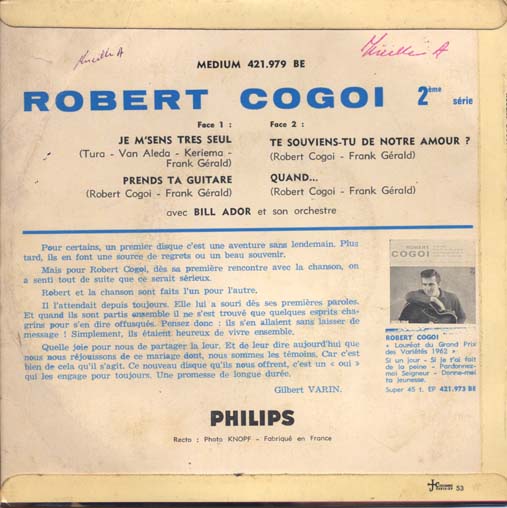 Mireille A
Mireille A
MEDIUM 421.979 BE
ROBERT COGOI 2ème série
Face 1 :
JE M'SENS TRES SEUL
(Tura - Van Aleda - Keriema -
Frank Gérald)
PRENDS TA GUITARE
(Robert Cogoi - Frank Gérald)
Face 2 :
TE SOUVIENS-TU DE NOTRE AMOUR ?
(Robert Cogoi - Frank Gérald)
QUAND...
(Robert Cogoi - Frank Gérald)
avec BILL ADOR et son orchestre
Pour certains, un premier disque c'est une aventure sans lendemain. Plus
tard, ils en font une source de regrets ou un beau souvenir.
Mais pour Robert Cogoi, dès sa première rencontre avec la chanson, on
a senti tout de suite que ce serait sérieux.
Robert et la chanson sont faits l'un pour l'autre.
Il l'attendait depuis toujours. Elle lui a souri dès ses premières paroles.
Et quand ils sont partis ensemble il ne s'est trouvé que quelques esprits cha-
grins pour s'en dire offusqués. Pensez donc : ils s'en allaient sans laisser de
message ! Simplement, ils étaient heureux de vivre ensemble.
Quelle joie pour nous de partager la leur. Et de leur dire aujourd'hui que
nous nous réjouissons de ce mariage dont, nous sommes les témoins. Car c'est
bien de cela qu'il s'agit. Ce nouveau disque qu'ils nous offrent, c'est un « oui »
qui les engage pour toujours. Une promesse de longue durée.
Gilbert VARIN.
ROBERT
COGOI
ROBERT COGOI
« Lauréat du Grand Prix
des Variétés 1962 »
Si un jour - Si je t'ai fait
de la peine - Pardonnez-
moi Seigneur - Donne-moi
ta jeunesse.
Super 45 t. EP 421.973 BE
PHILIPS
Recto : Photo KNOPF - Fabriqué en France
53